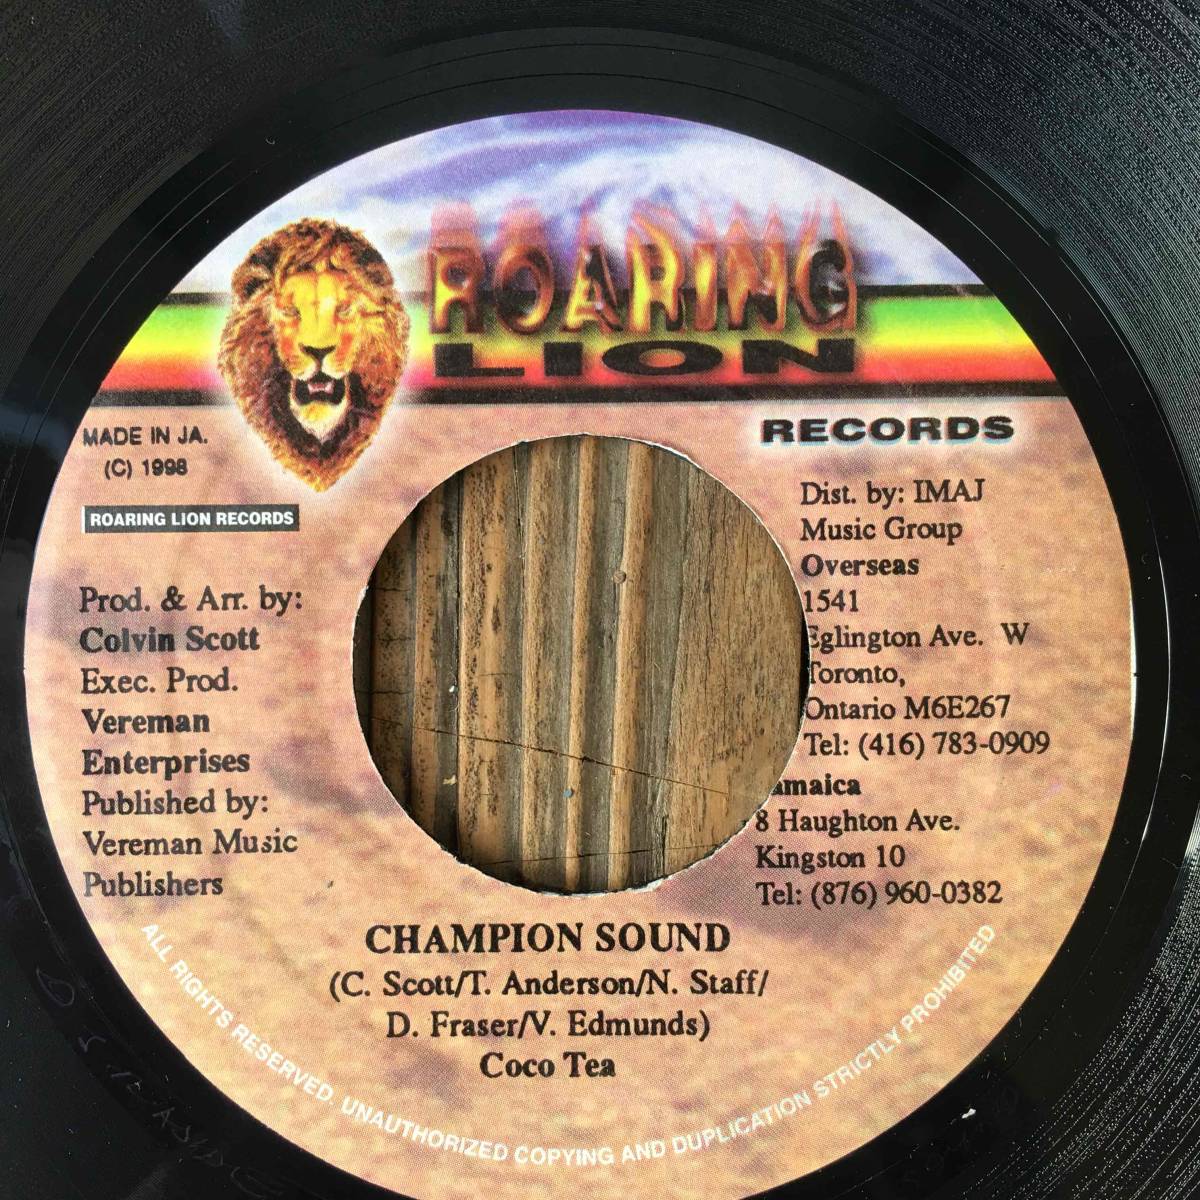 ROARING
LION
RECORDS
MADE IN JA.
(C) 1998
ROARING LION RECORDS
Prod. & Arr. by:
Colvin Scott
Exec. Prod.
Vereman
Enterprises
Published by:
Vereman Music
Publishers
Dist. by: IMAJ
Music Group
Overseas
1541
Eglington Ave. W
Toronto,
Ontario M6E267
Tel: (416) 783-0909
Jamaica
8 Haughton Ave.
Kingston 10
Tel: (876) 960-0382
CHAMPION SOUND
(C. Scott/T. Anderson/N. Staff/
D. Fraser/V. Edmunds)
Coco Tea
ALL RIGHTS RESERVED. UNAUTHORIZED COPYING AND DUPLICATION STRICTLY PROHIBITED